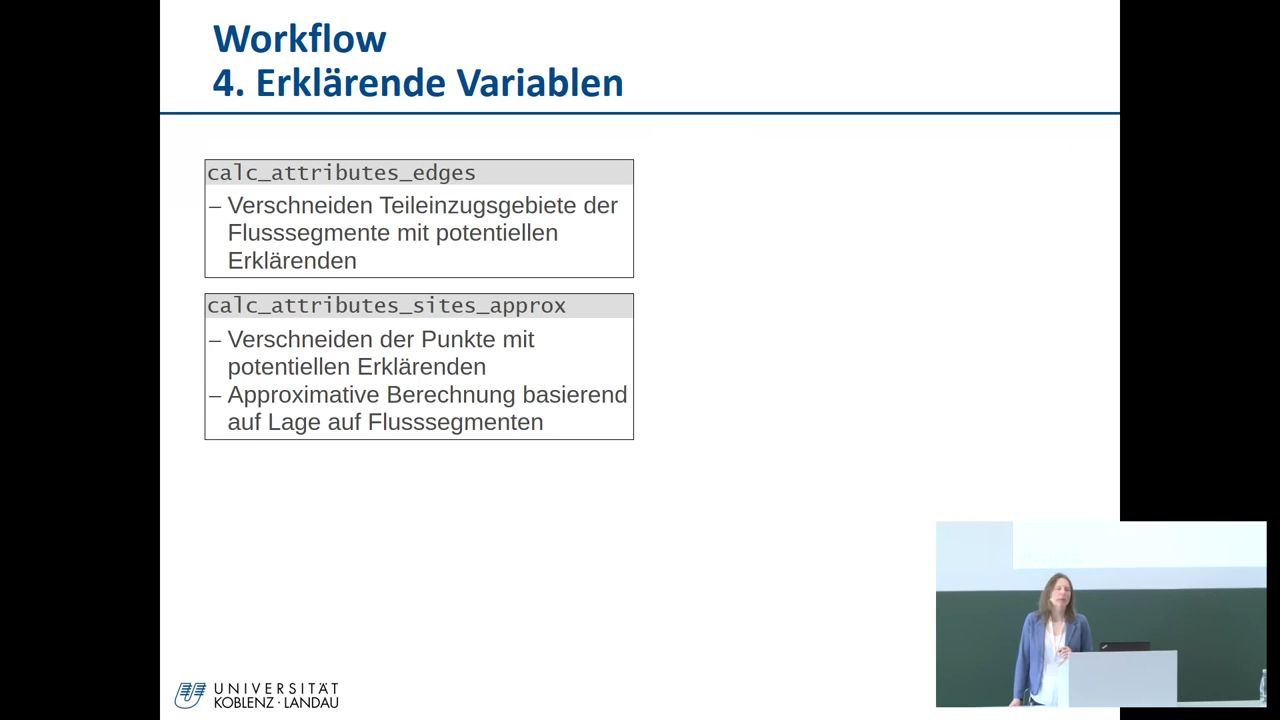 Workflow
4. Erklärende Variablen
calc_attributes_edges
– Verschneiden Teileinzugsgebiete der
Flusssegmente mit potentiellen
Erklärenden
calc_attributes_sites_approx
– Verschneiden der Punkte mit
potentiellen Erklärenden
– Approximative Berechnung basierend
auf Lage auf Flusssegmenten
UNIVERSITÄT
KOBLENZ · LANDAU